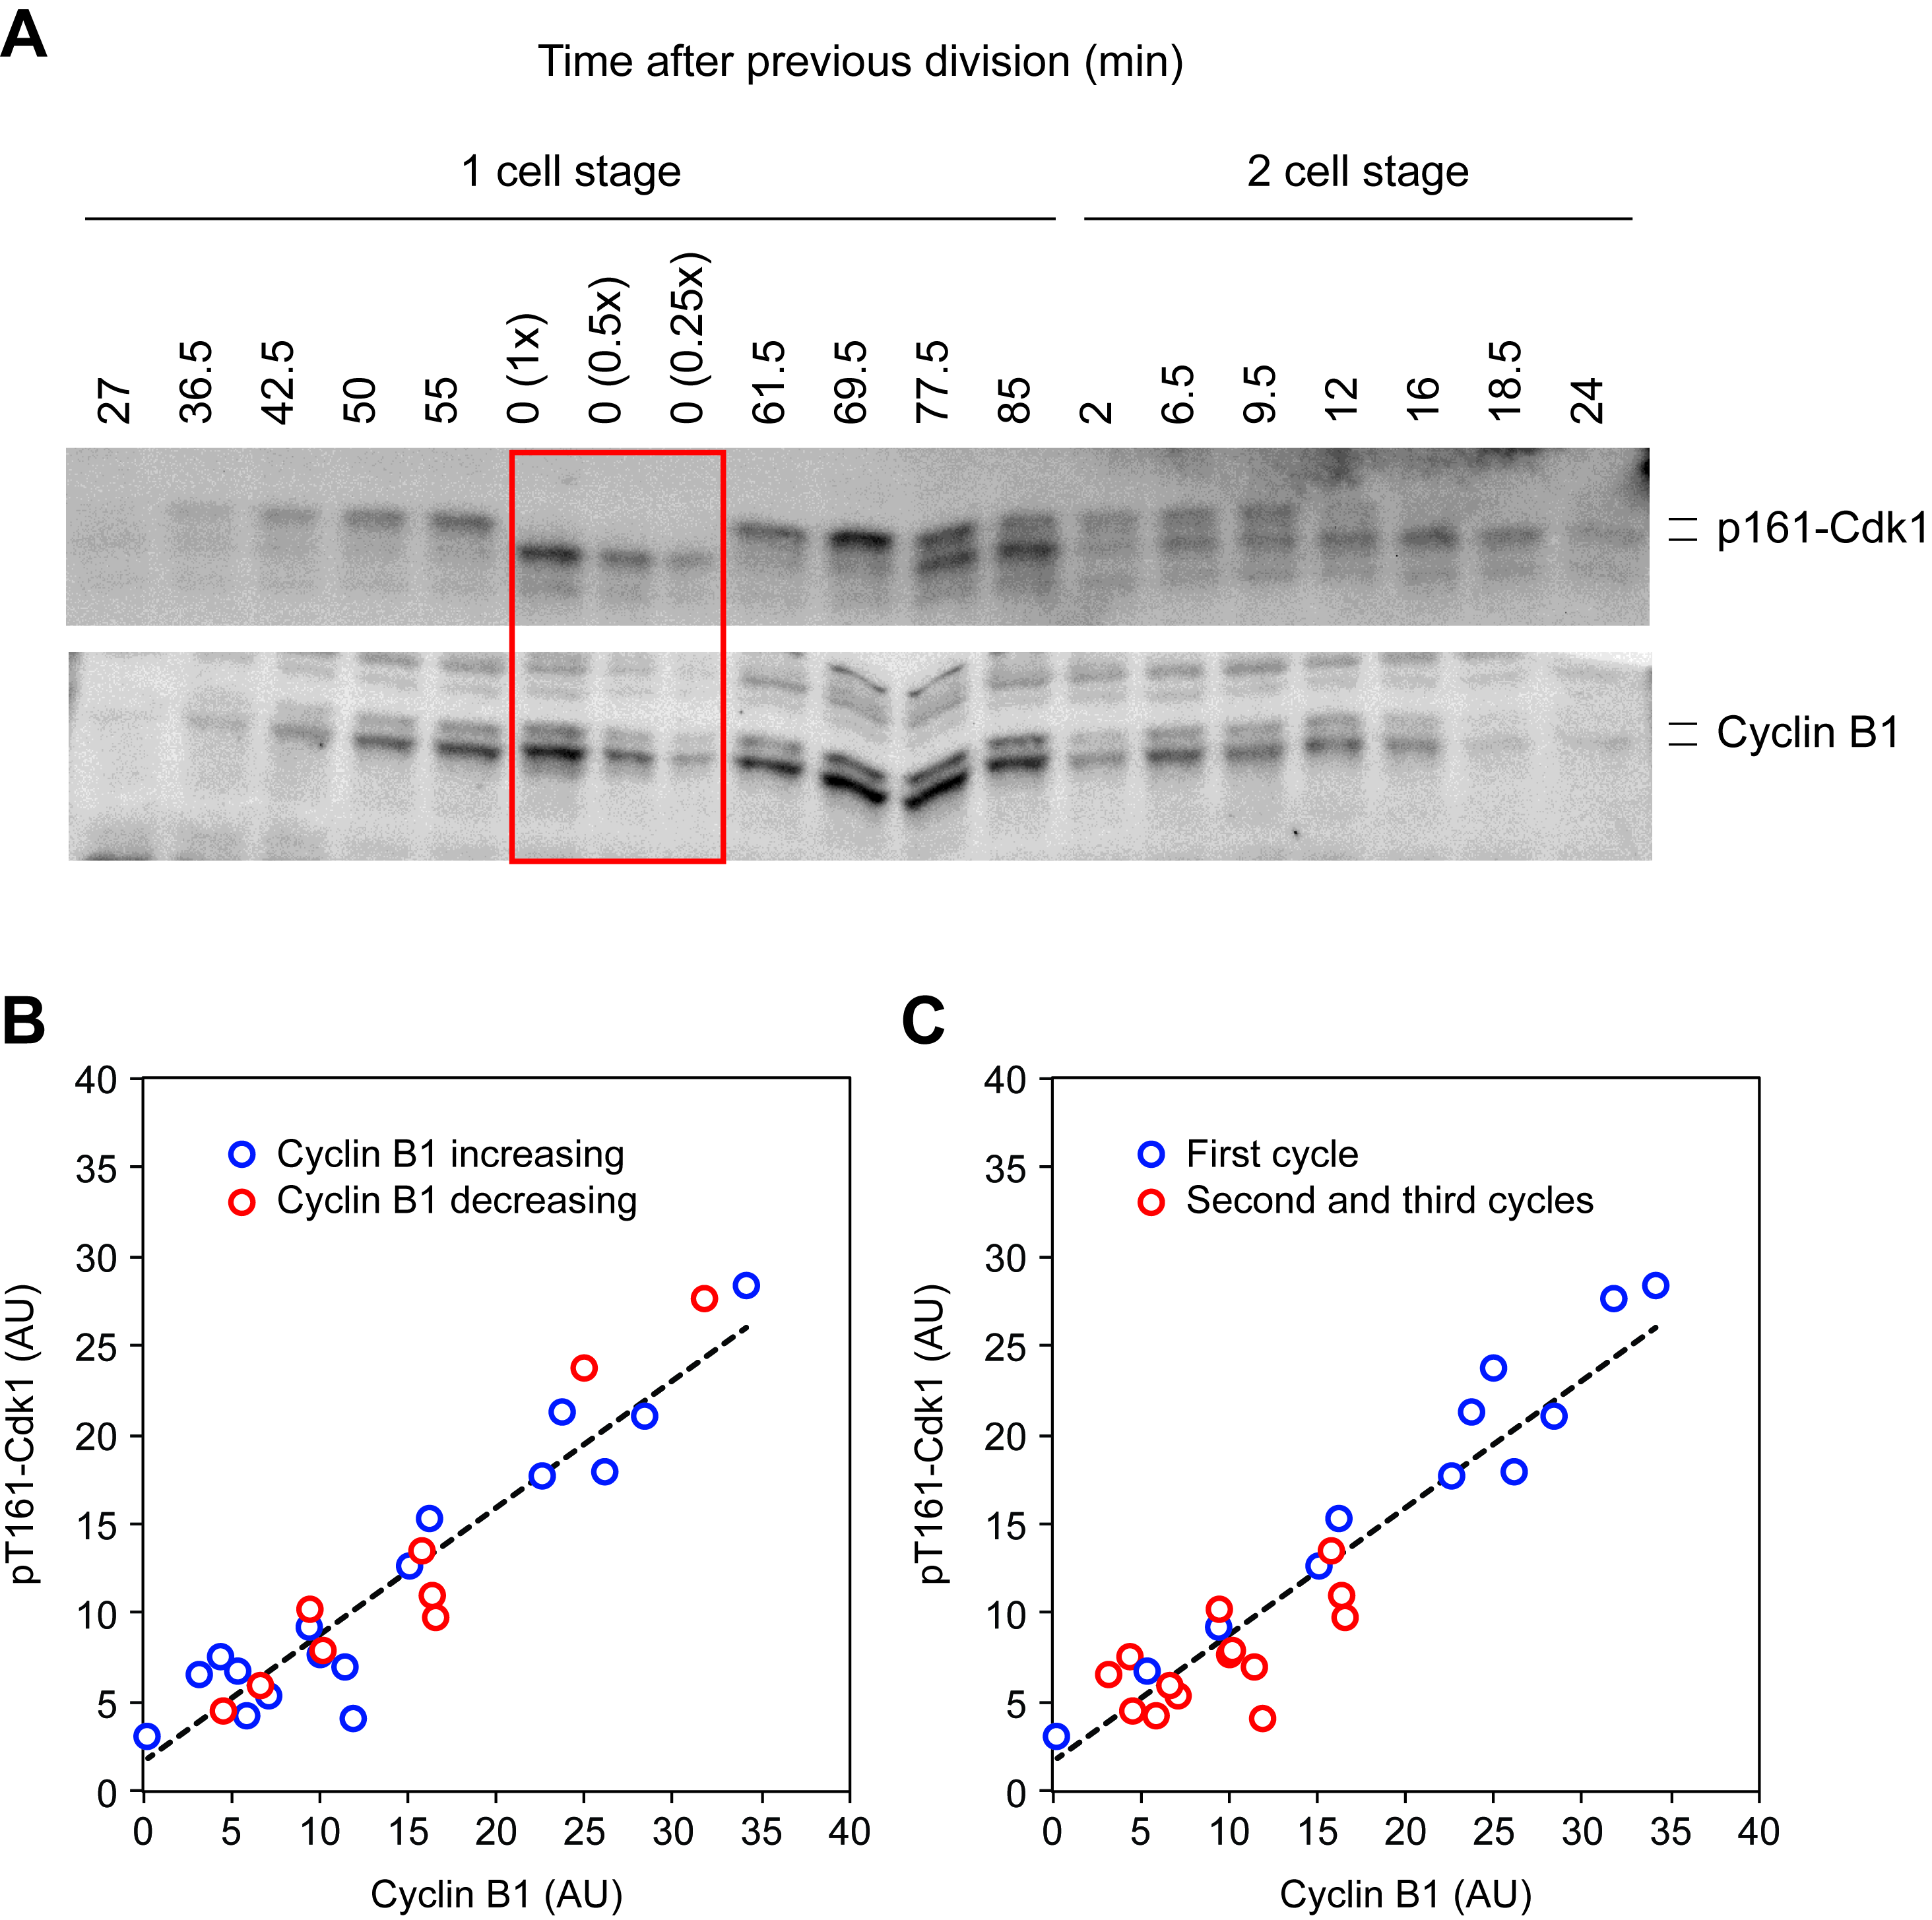 A
Time after previous division (min)
1 cell stage
2 cell stage
27
36.5
42.5
50
55
0 (1x)
0 (0.5x)
0 (0.25x)
61.5
69.5
77.5
85
2
6.5
9.5
12
16
18.5
24
p161-Cdk1
Cyclin B1
B
40
35
30
25
20
15
10
5
0
pT161-Cdk1 (AU)
Cyclin B1 increasing
Cyclin B1 decreasing
0 5 10 15 20 25 30 35 40
Cyclin B1 (AU)
C
40
35
30
25
20
15
10
5
0
pT161-Cdk1 (AU)
First cycle
Second and third cycles
0 5 10 15 20 25 30 35 40
Cyclin B1 (AU)